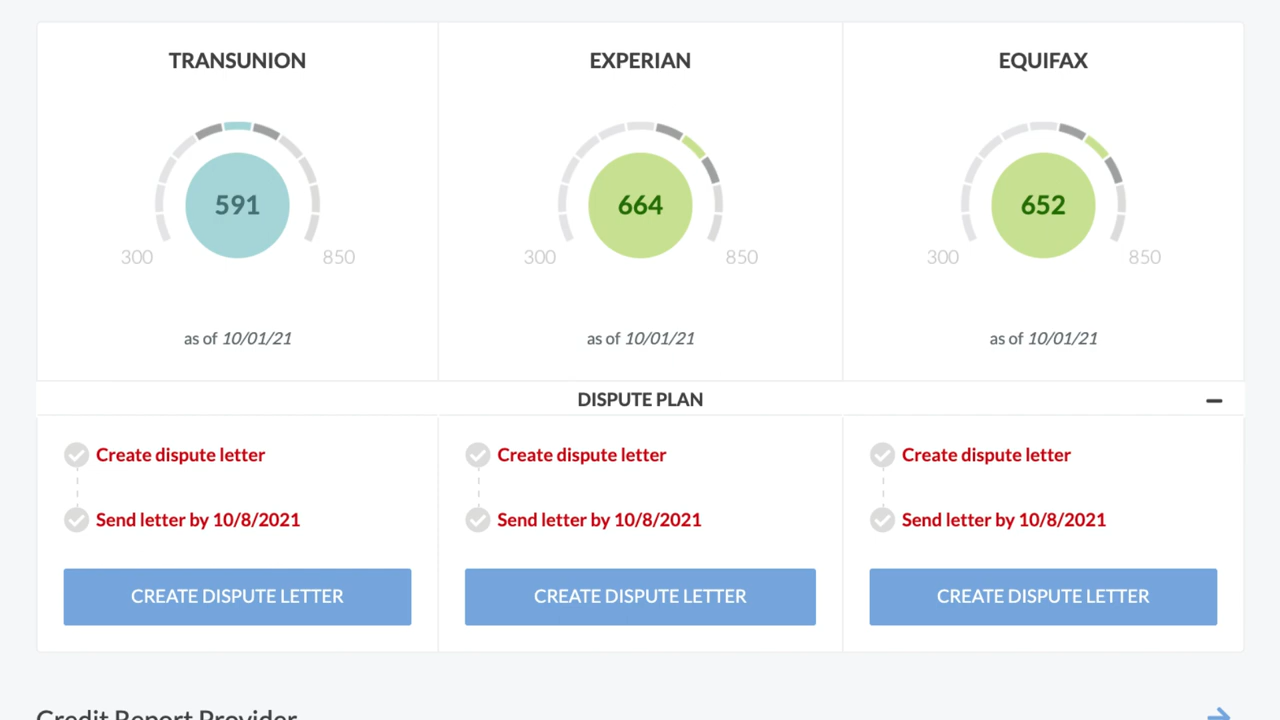 TRANSUNION
591
300
850
as of 10/01/21
EXPERIAN
664
300
850
as of 10/01/21
EQUIFAX
652
300
850
as of 10/01/21
DISPUTE PLAN
Create dispute letter
Send letter by 10/8/2021
CREATE DISPUTE LETTER
Create dispute letter
Send letter by 10/8/2021
CREATE DISPUTE LETTER
Create dispute letter
Send letter by 10/8/2021
CREATE DISPUTE LETTER
Credit Report Provider